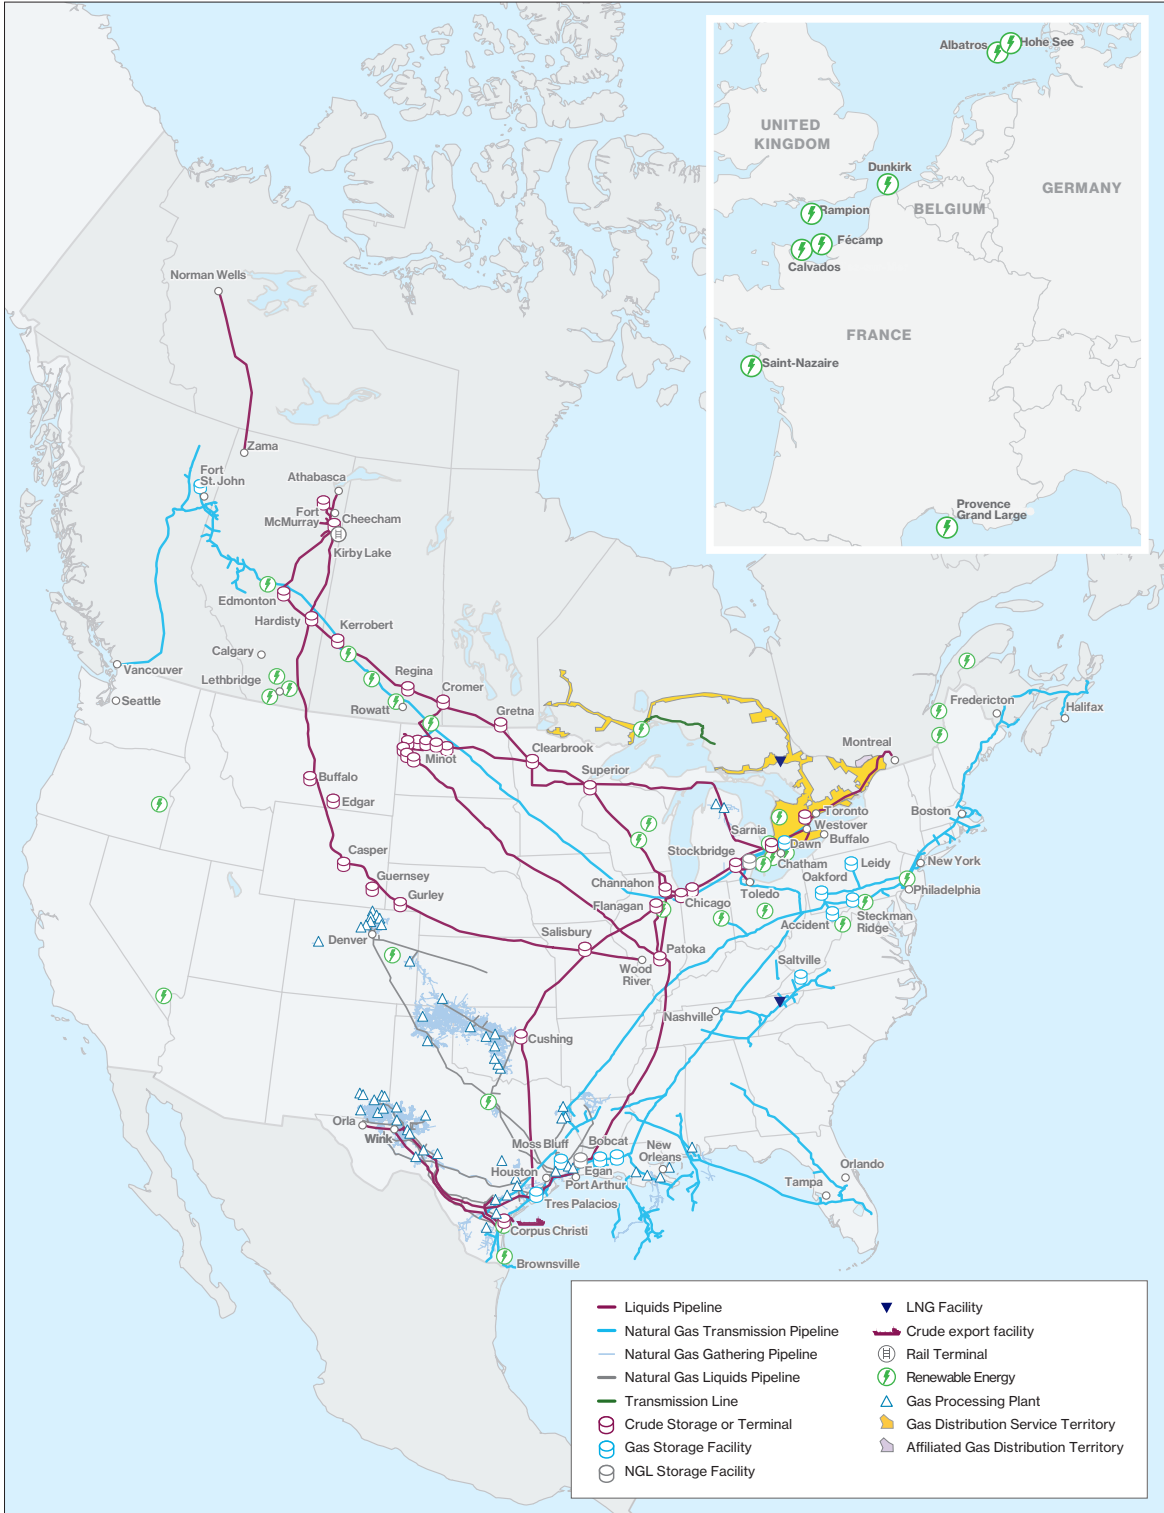 Albatros
Hohe See
UNITED
KINGDOM
Dunkirk
GERMANY
BELGIUM
Rampion
Fécamp
Calvados
FRANCE
Saint-Nazaire
Provence
Grand Large
Norman Wells
Zama
Fort
St. John
Athabasca
Fort
McMurray
Cheecham
Kirby Lake
Edmonton
Hardisty
Kerrobert
Calgary
Vancouver
Lethbridge
Seattle
Regina
Cromer
Rowatt
Gretna
Fredericton
Halifax
Minot
Clearbrook
Montreal
Superior
Buffalo
Edgar
Toronto
Westover
Boston
Sarnia
Buffalo
Dawn
Stockbridge
Chatham
Leidy
New York
Casper
Oakford
Guernsey
Channahon
Toledo
Philadelphia
Gurley
Flanagan
Chicago
Accident
Steckman
Ridge
Denver
Salisbury
Patoka
Wood
River
Saltville
Nashville
Cushing
Orla
Wink
Moss Bluff
Bobcat
New
Orleans
Houston
Egan
Port Arthur
Orlando
Tampa
Tres Palacios
Corpus Christi
Brownsville
Liquids Pipeline
Natural Gas Transmission Pipeline
Natural Gas Gathering Pipeline
Natural Gas Liquids Pipeline
Transmission Line
Crude Storage or Terminal
Gas Storage Facility
NGL Storage Facility
LNG Facility
Crude export facility
Rail Terminal
Renewable Energy
Gas Processing Plant
Gas Distribution Service Territory
Affiliated Gas Distribution Territory